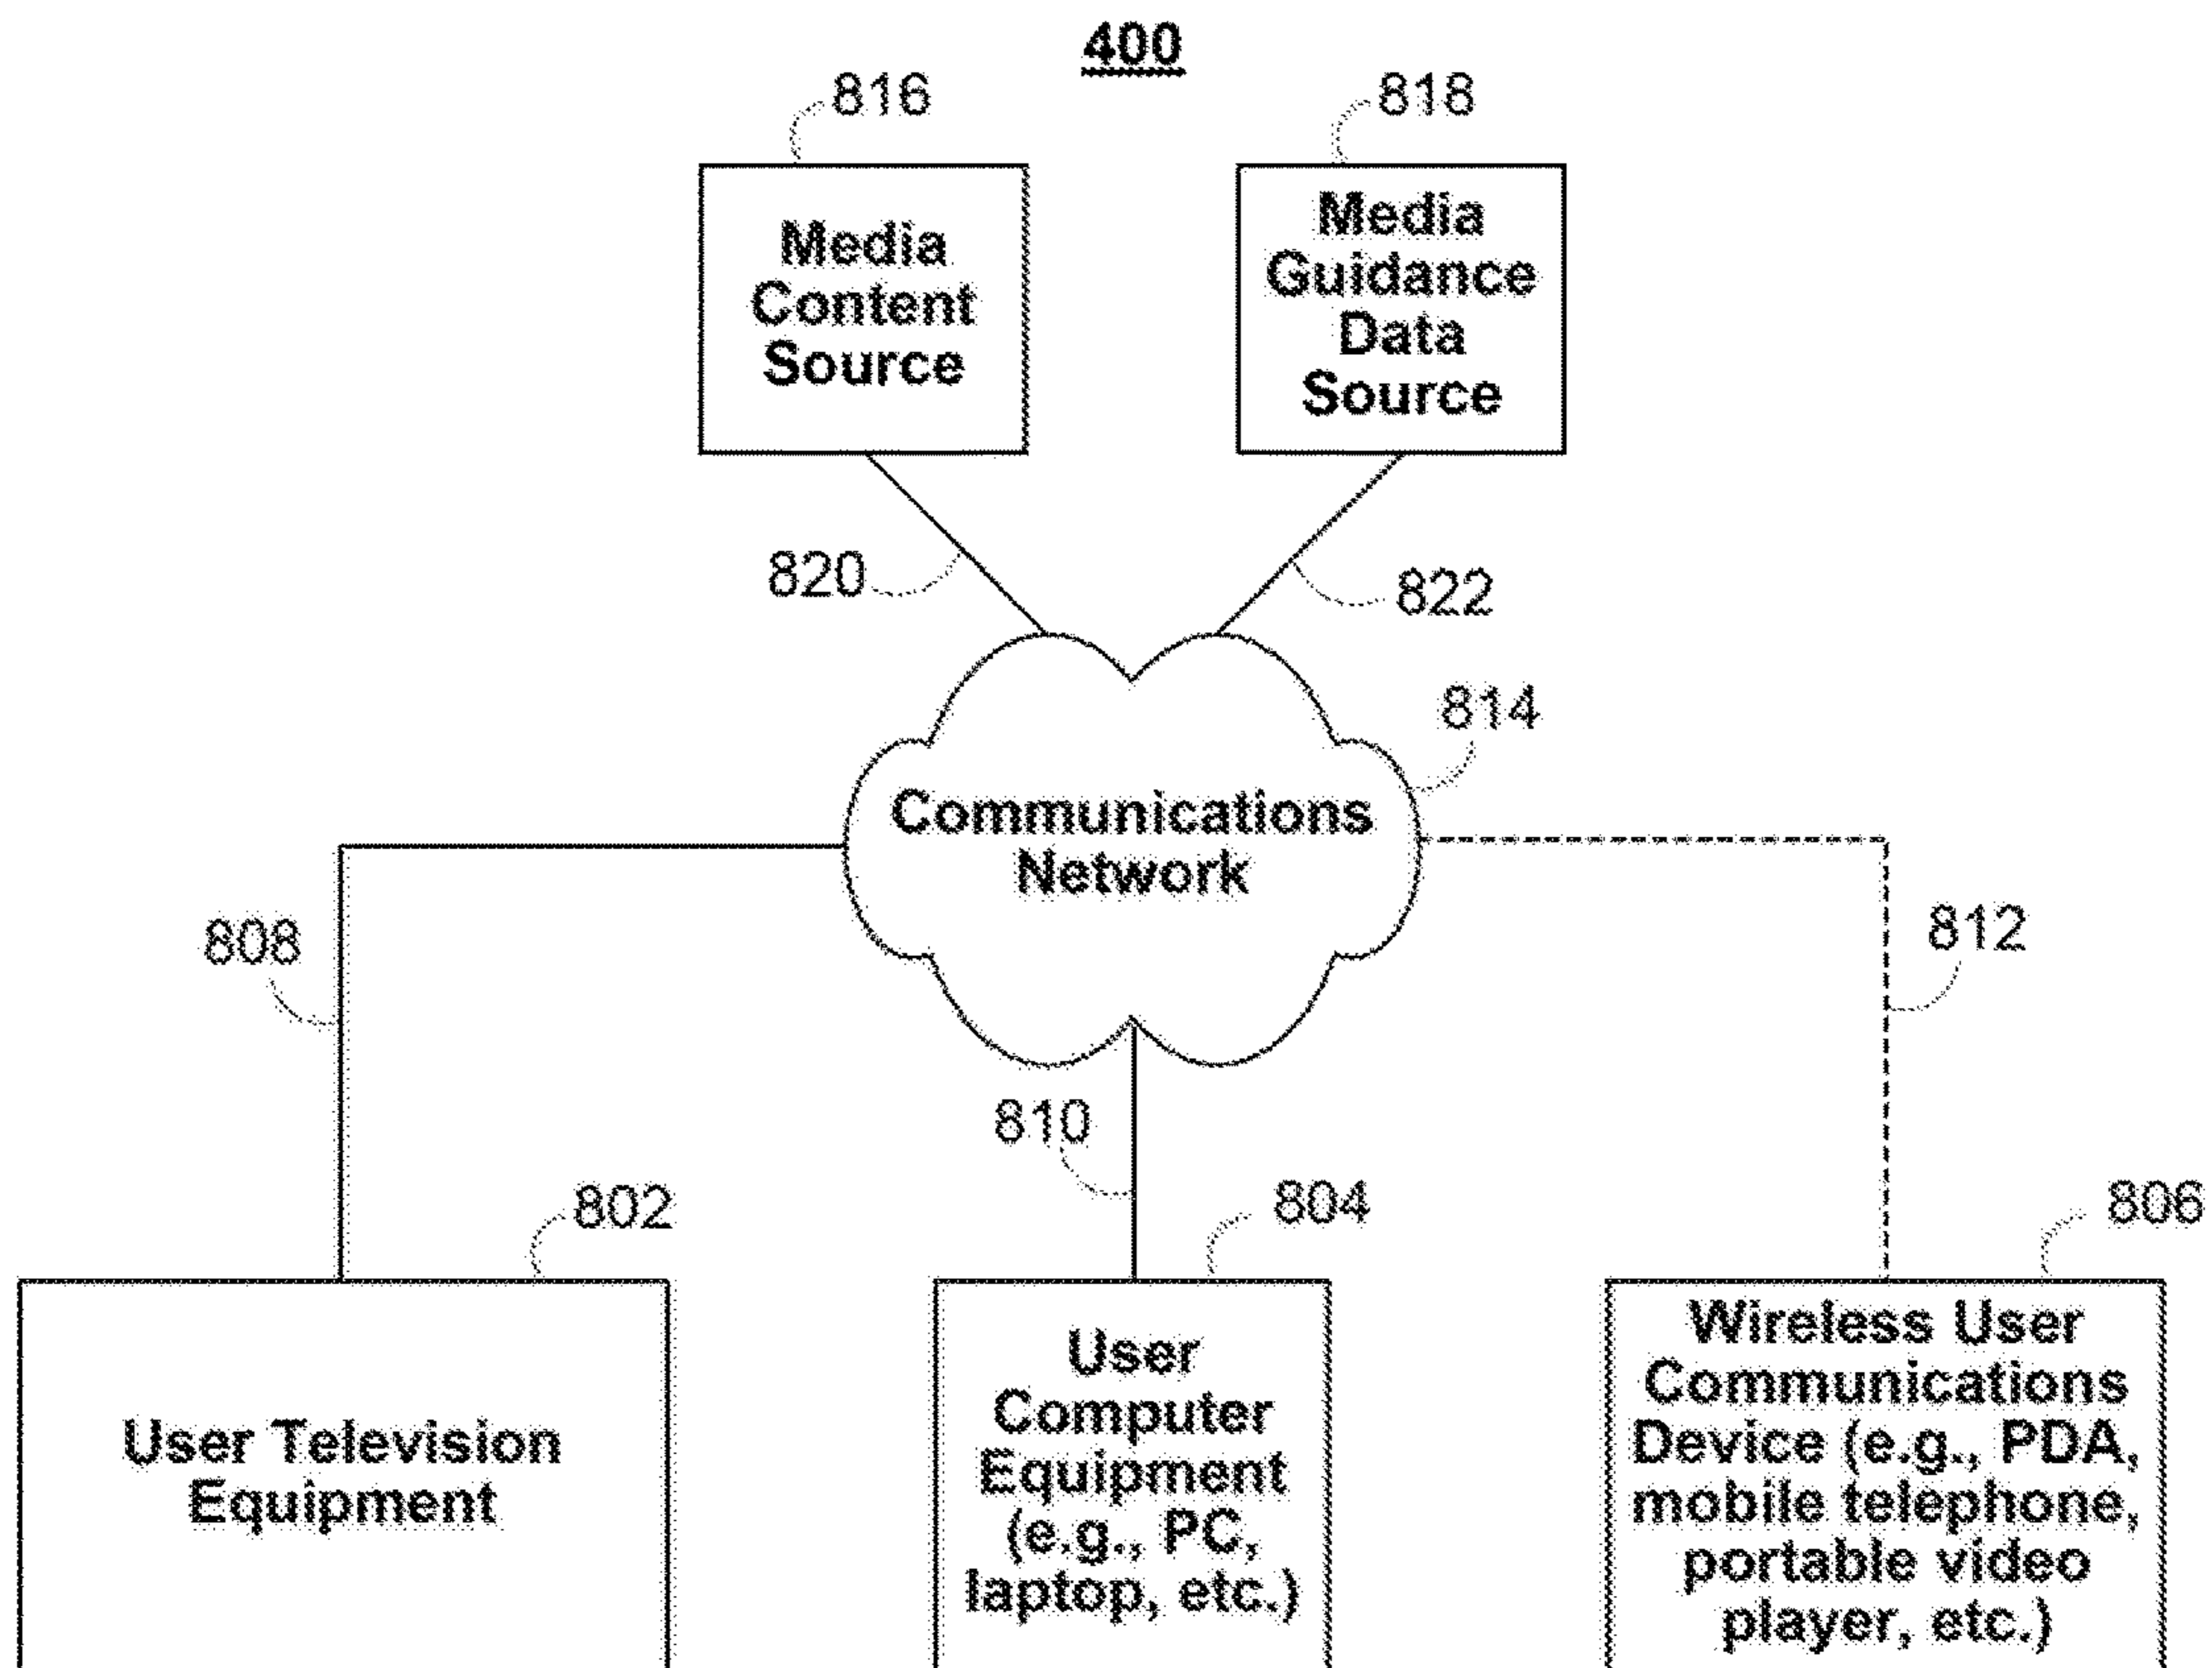 400
816
818
Media
Content
Source
Media
Guidance
Data
Source
820
822
814
Communications
Network
808
812
810
802
804
806
User Television
Equipment
User
Computer
Equipment
(e.g., PC,
laptop, etc.)
Wireless User
Communications
Device (e.g., PDA,
mobile telephone,
portable video
player, etc.)